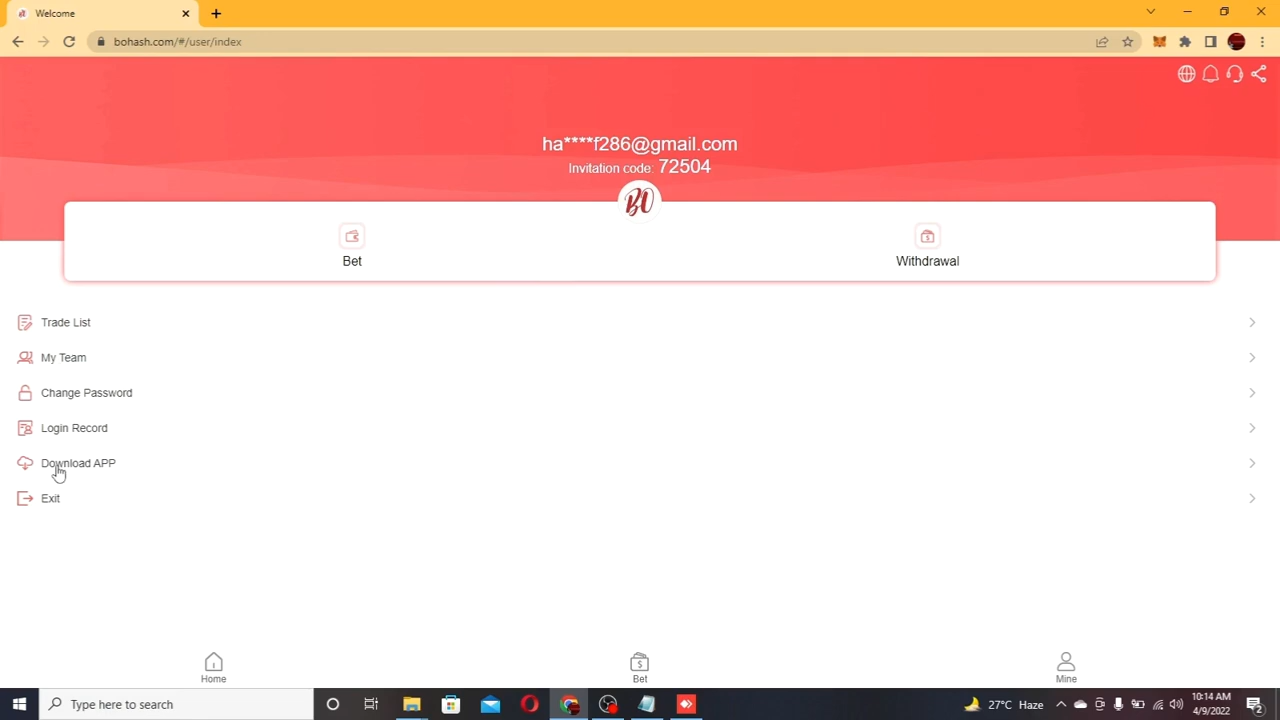 Welcome
bohash.com/#/user/index
ha****f286@gmail.com
Invitation code: 72504
BO
Bet
Withdrawal
Trade List
My Team
Change Password
Login Record
Download APP
Exit
Home
Bet
Mine
Type here to search
27°C Haze
10:14 AM
4/9/2022
2